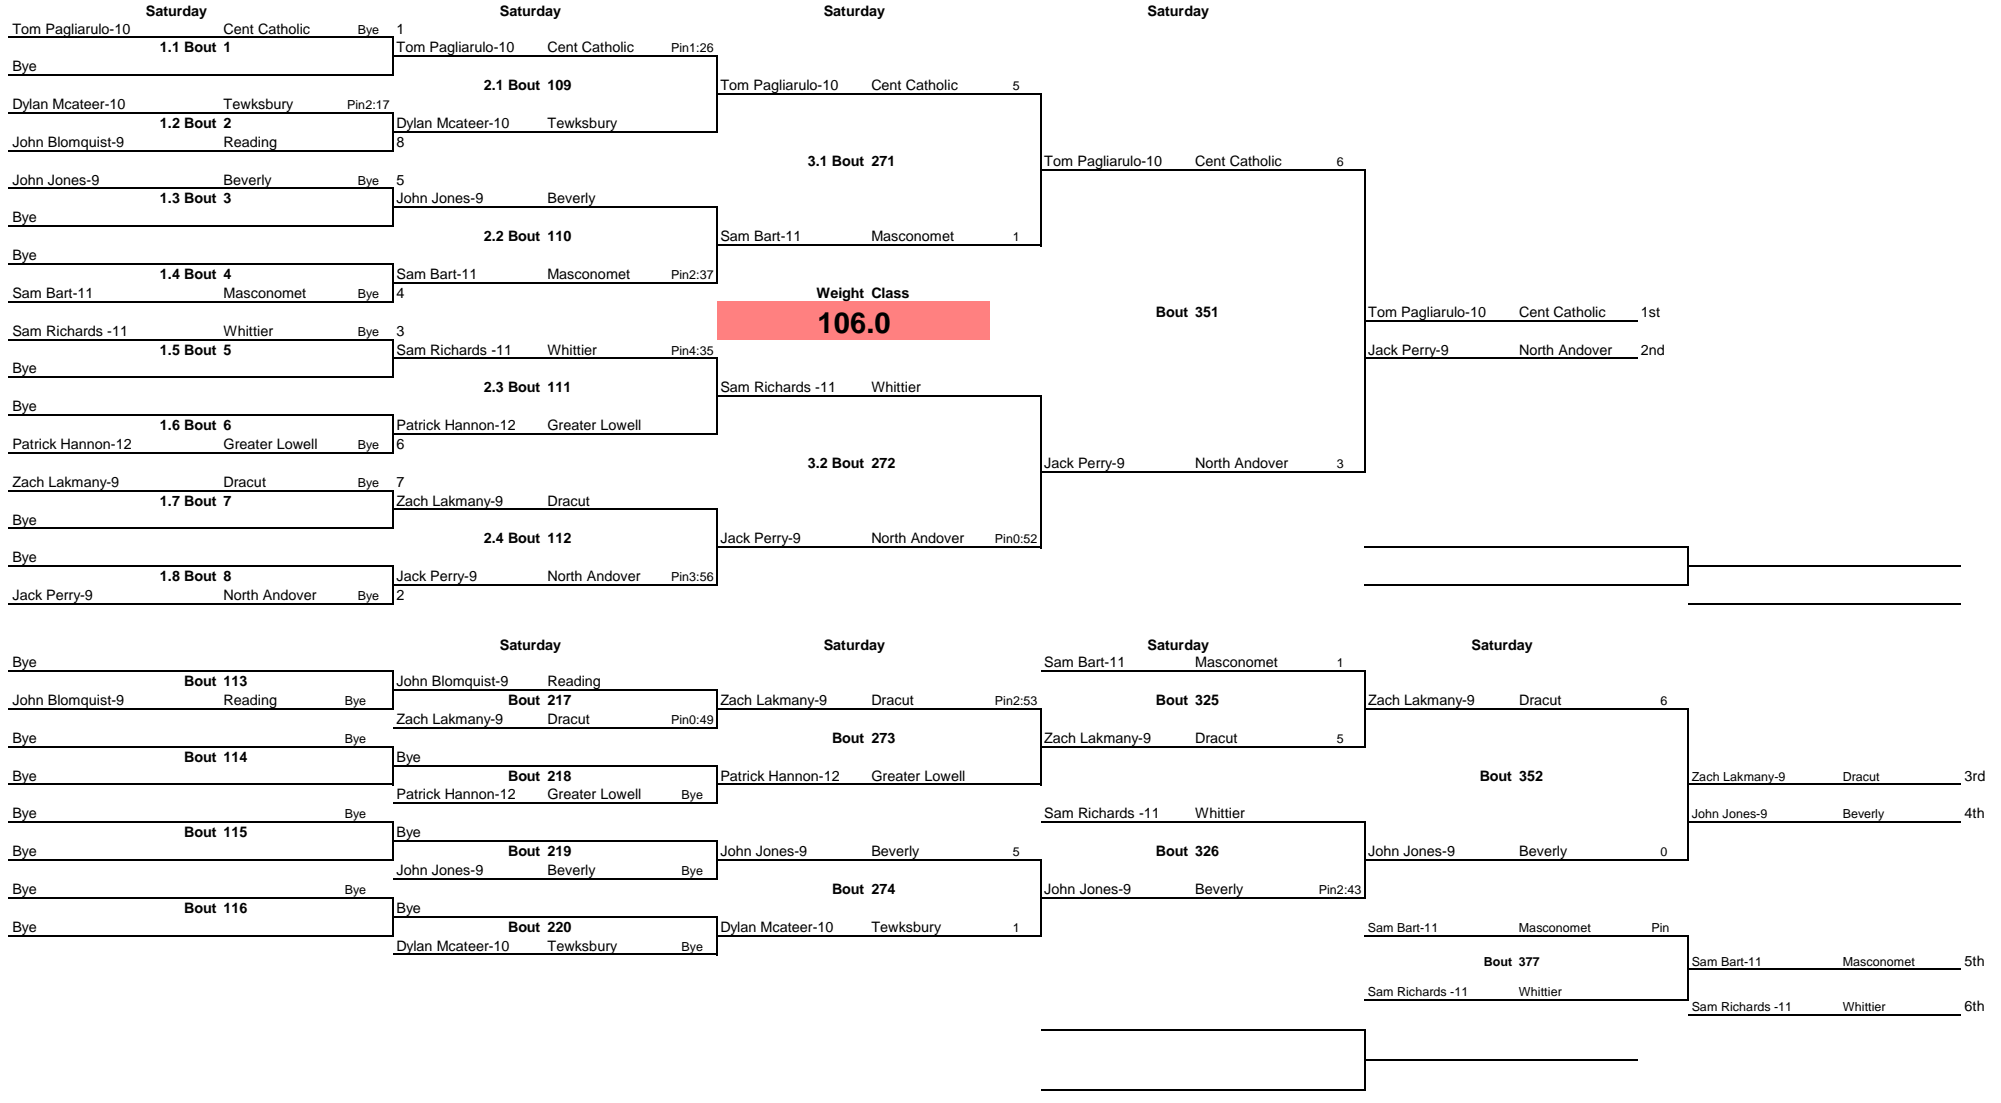 Saturday Saturday Saturday Saturday
Tom Pagliarulo-10 Cent Catholic Bye 1
1.1 Bout 1 Tom Pagliarulo-10 Cent Catholic Pin1:26
Bye
2.1 Bout 109 Tom Pagliarulo-10 Cent Catholic 5
Dylan Mcateer-10 Tewksbury Pin2:17
1.2 Bout 2 Dylan Mcateer-10 Tewksbury
John Blomquist-9 Reading 8
3.1 Bout 271 Tom Pagliarulo-10 Cent Catholic 6
John Jones-9 Beverly Bye 5
1.3 Bout 3 John Jones-9 Beverly
Bye
2.2 Bout 110 Sam Bart-11 Masconomet 1
Bye
1.4 Bout 4 Sam Bart-11 Masconomet Pin2:37
Sam Bart-11 Masconomet Bye 4 Weight Class
106.0 Bout 351 Tom Pagliarulo-10 Cent Catholic 1st
Sam Richards -11 Whittier Bye 3
1.5 Bout 5 Sam Richards -11 Whittier Pin4:35 Jack Perry-9 North Andover 2nd
Bye
2.3 Bout 111 Sam Richards -11 Whittier
Bye
1.6 Bout 6 Patrick Hannon-12 Greater Lowell
Patrick Hannon-12 Greater Lowell Bye 6
3.2 Bout 272 Jack Perry-9 North Andover 3
Zach Lakmany-9 Dracut Bye 7
1.7 Bout 7 Zach Lakmany-9 Dracut
Bye
2.4 Bout 112 Jack Perry-9 North Andover Pin0:52
Bye
1.8 Bout 8 Jack Perry-9 North Andover Pin3:56
Jack Perry-9 North Andover Bye 2
Saturday Saturday Saturday Saturday
Bye Sam Bart-11 Masconomet 1
Bout 113 John Blomquist-9 Reading
John Blomquist-9 Reading Bye Bout 217 Zach Lakmany-9 Dracut Pin2:53 Bout 325 Zach Lakmany-9 Dracut 6
Zach Lakmany-9 Dracut Pin0:49
Bye Bye Bout 273 Zach Lakmany-9 Dracut 5
Bout 114 Bye
Bye Bout 218 Patrick Hannon-12 Greater Lowell Bout 352 Zach Lakmany-9 Dracut 3rd
Patrick Hannon-12 Greater Lowell Bye
Bye Bye Sam Richards -11 Whittier John Jones-9 Beverly 4th
Bout 115 Bye
Bye Bout 219 John Jones-9 Beverly 5 Bout 326 John Jones-9 Beverly 0
John Jones-9 Beverly Bye
Bye Bye Bout 274 John Jones-9 Beverly Pin2:43
Bout 116 Bye
Bye Bout 220 Dylan Mcateer-10 Tewksbury 1 Sam Bart-11 Masconomet Pin
Dylan Mcateer-10 Tewksbury Bye
Bout 377 Sam Bart-11 Masconomet 5th
Sam Richards -11 Whittier
Sam Richards -11 Whittier 6th